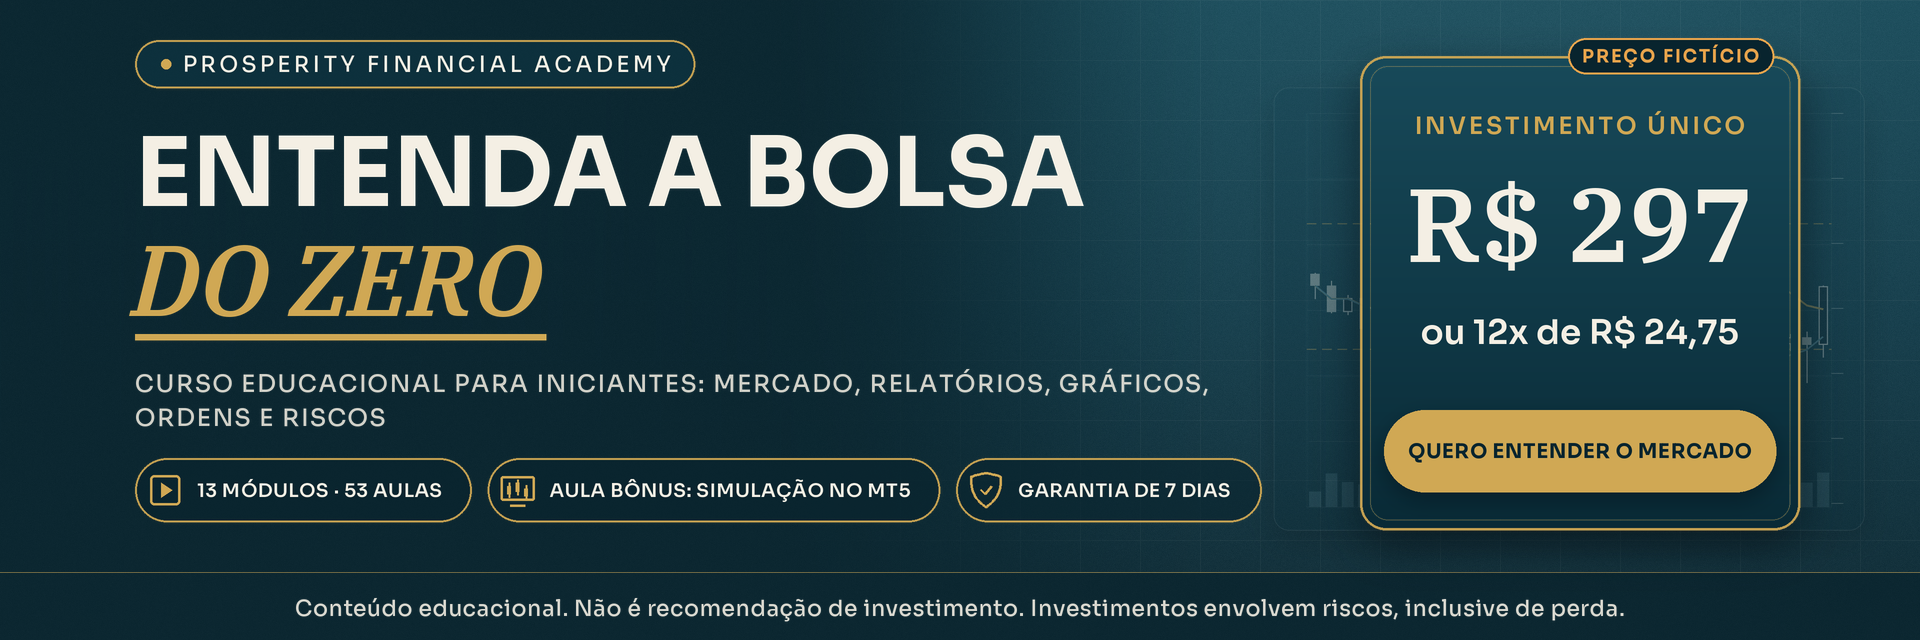 PROSPERITY FINANCIAL ACADEMY
ENTENDA A BOLSA
DO ZERO
CURSO EDUCACIONAL PARA INICIANTES: MERCADO, RELATÓRIOS, GRÁFICOS,
ORDENS E RISCOS
13 MÓDULOS · 53 AULAS
AULA BÔNUS: SIMULAÇÃO NO MT5
GARANTIA DE 7 DIAS
PREÇO FICTÍCIO
INVESTIMENTO ÚNICO
R$ 297
ou 12x de R$ 24,75
QUERO ENTENDER O MERCADO
Conteúdo educacional. Não é recomendação de investimento. Investimentos envolvem riscos, inclusive de perda.